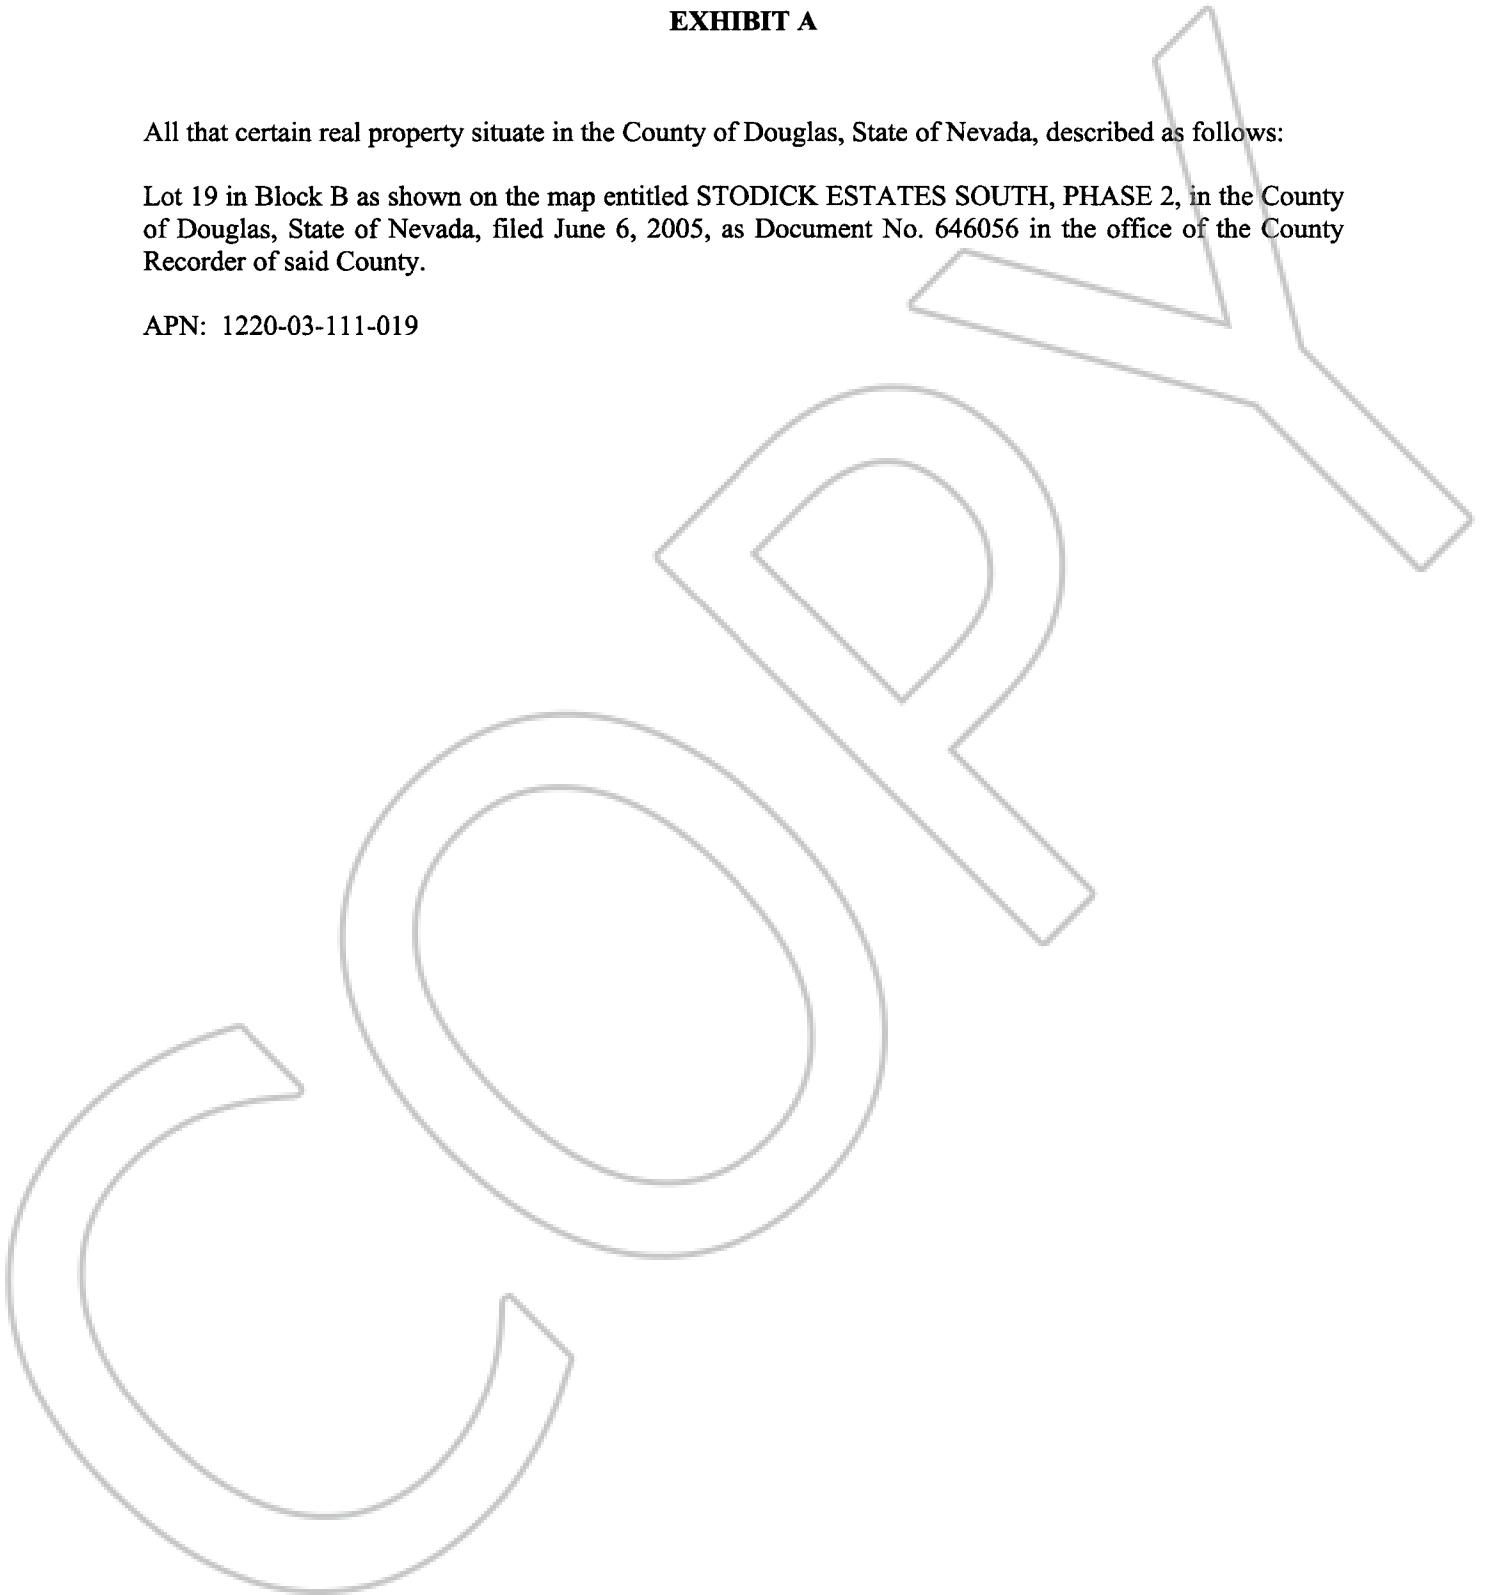 EXHIBIT A
All that certain real property situate in the County of Douglas, State of Nevada, described as follows:
Lot 19 in Block B as shown on the map entitled STODICK ESTATES SOUTH, PHASE 2, in the County
of Douglas, State of Nevada, filed June 6, 2005, as Document No. 646056 in the office of the County
Recorder of said County.
APN: 1220-03-111-019
COPY